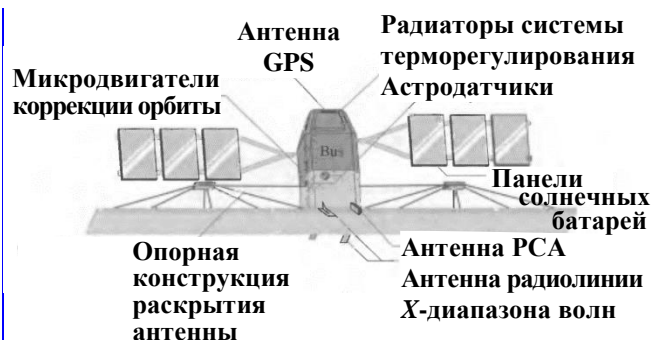 Антенна
GPS
Радиаторы системы
терморегулирования
Астродатчики
Микродвигатели
коррекции орбиты
Bus
Панели
солнечных
батарей
Опорная
конструкция
раскрытия
антенны
Антенна РСА
Антенна радиолинии
X-диапазона волн